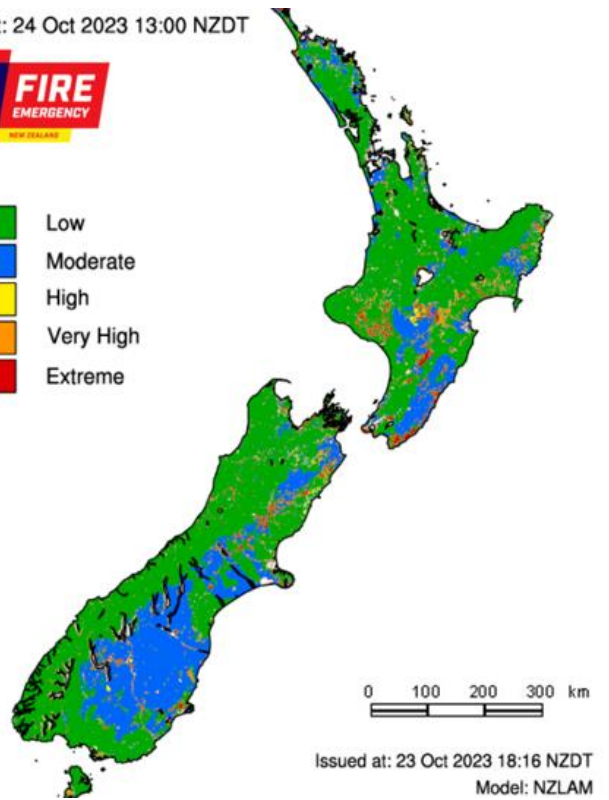 : 24 Oct 2023 13:00 NZDT
FIRE
EMERGENCY
NEW ZEALAND
Low
Moderate
High
Very High
Extreme
0 100 200 300 km
Issued at: 23 Oct 2023 18:16 NZDT
Model: NZLAM